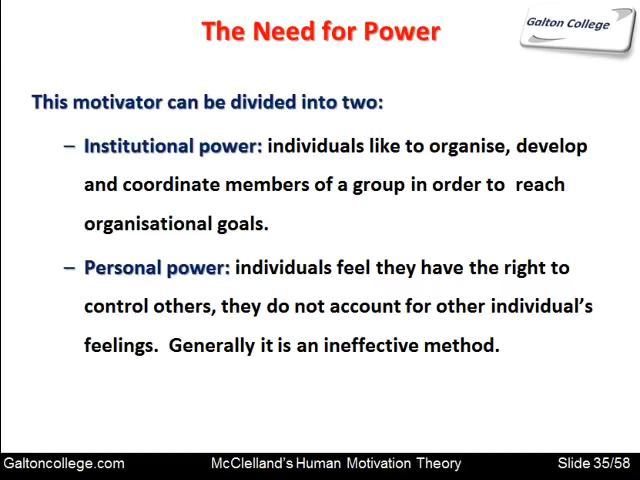 The Need for Power
Galton College
This motivator can be divided into two:
– Institutional power: individuals like to organise, develop
and coordinate members of a group in order to reach
organisational goals.
– Personal power: individuals feel they have the right to
control others, they do not account for other individual's
feelings. Generally it is an ineffective method.
Galtoncollege.com McClelland's Human Motivation Theory Slide 35/58